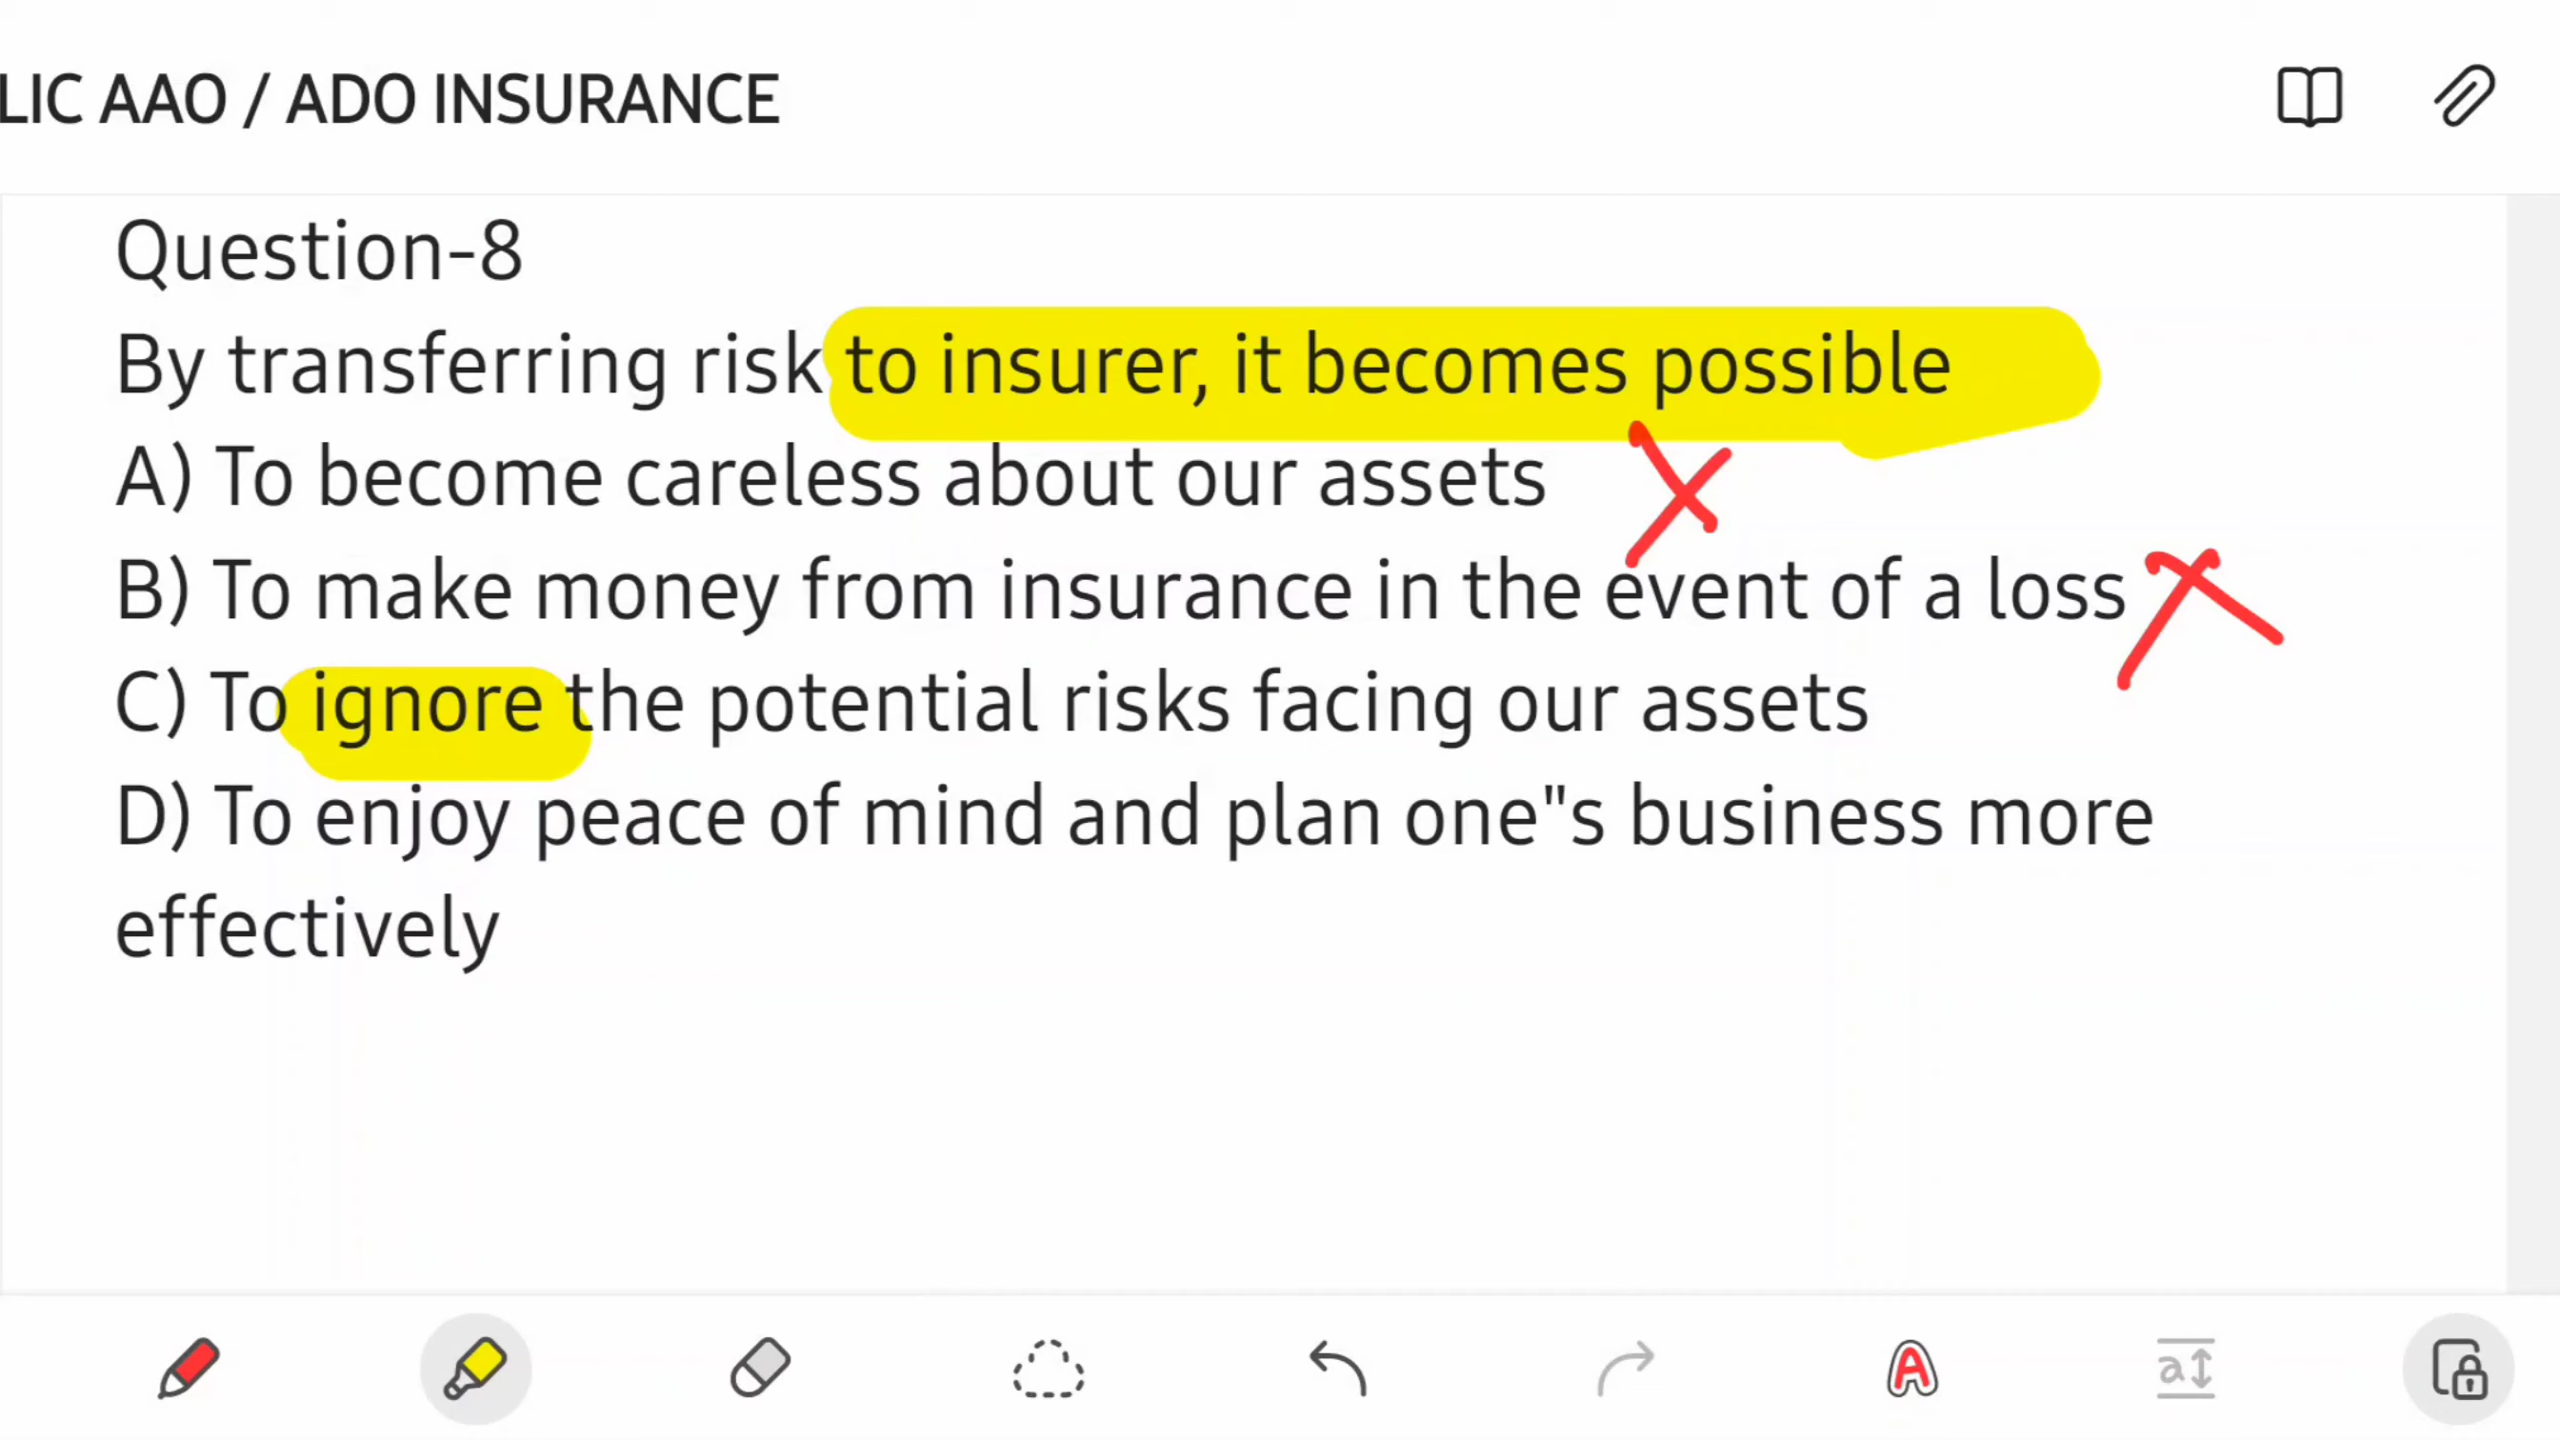 LIC AAO / ADO INSURANCE
Question-8
By transferring risk to insurer, it becomes possible
A) To become careless about our assets
B) To make money from insurance in the event of a loss
C) To ignore the potential risks facing our assets
D) To enjoy peace of mind and plan one"s business more
effectively
A
a